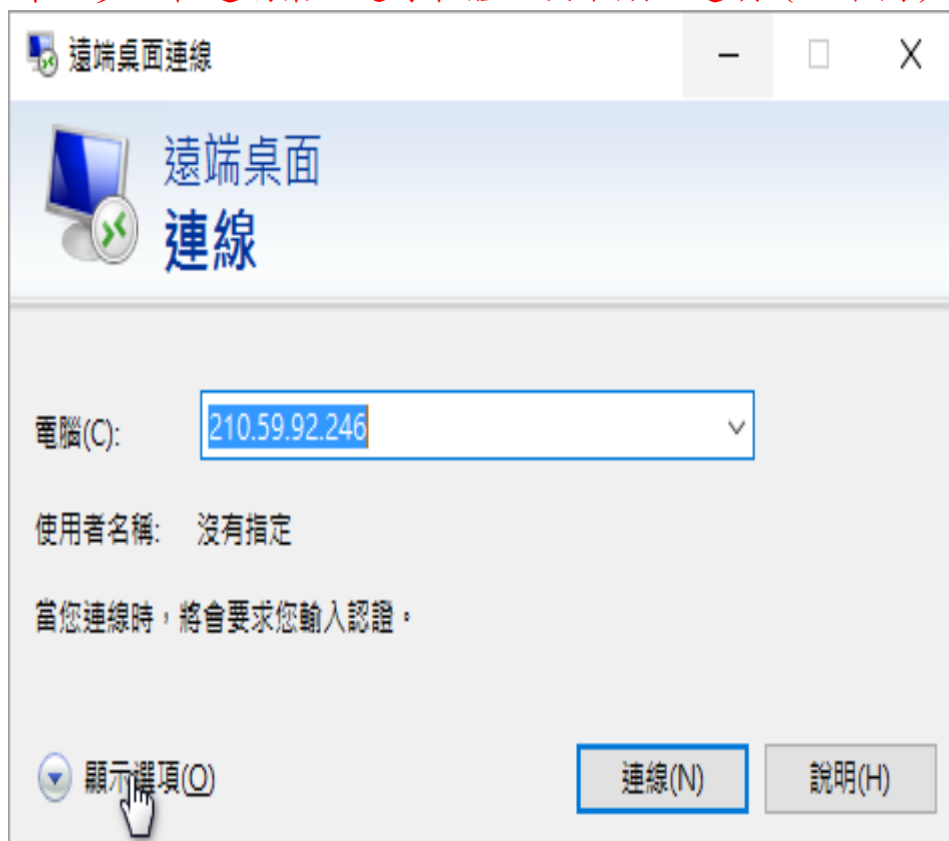 遠端桌面連線
遠端桌面
連線
電腦(C): 210.59.92.246
使用者名稱: 沒有指定
當您連線時，將會要求您輸入認證。
顯示選項(O) 連線(N) 說明(H)